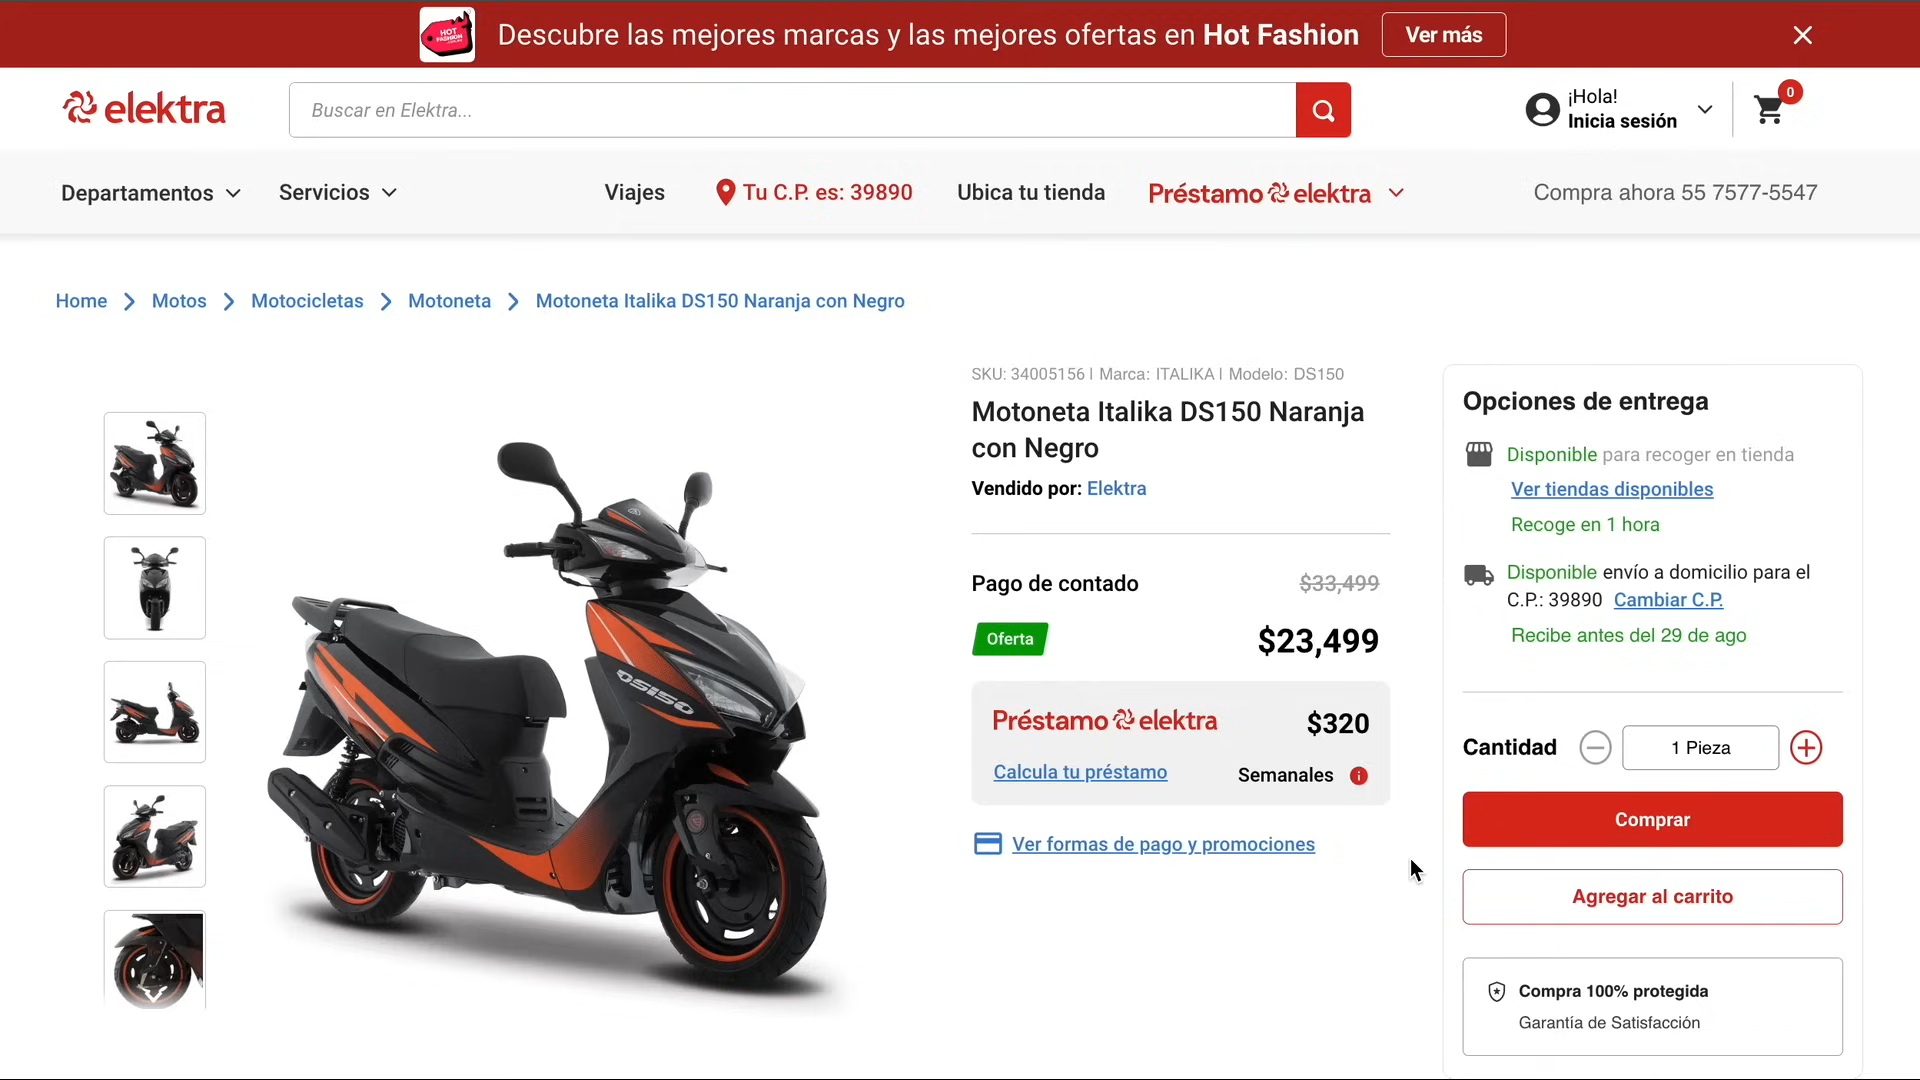 HOT FASHION
Descubre las mejores marcas y las mejores ofertas en Hot Fashion
Ver más
elektra
Buscar en Elektra...
¡Hola!
Inicia sesión
0
Departamentos
Servicios
Viajes
Tu C.P. es: 39890
Ubica tu tienda
Préstamo elektra
Compra ahora 55 7577-5547
Home
Motos
Motocicletas
Motoneta
Motoneta Italika DS150 Naranja con Negro
SKU: 34005156 | Marca: ITALIKA | Modelo: DS150
Motoneta Italika DS150 Naranja
con Negro
Vendido por: Elektra
Pago de contado
$33,499
Oferta
$23,499
Préstamo elektra
$320
Calcula tu préstamo
Semanales
Ver formas de pago y promociones
DS150
Opciones de entrega
Disponible para recoger en tienda
Ver tiendas disponibles
Recoge en 1 hora
Disponible envío a domicilio para el
C.P.: 39890 Cambiar C.P.
Recibe antes del 29 de ago
Cantidad
1 Pieza
Comprar
Agregar al carrito
Compra 100% protegida
Garantía de Satisfacción